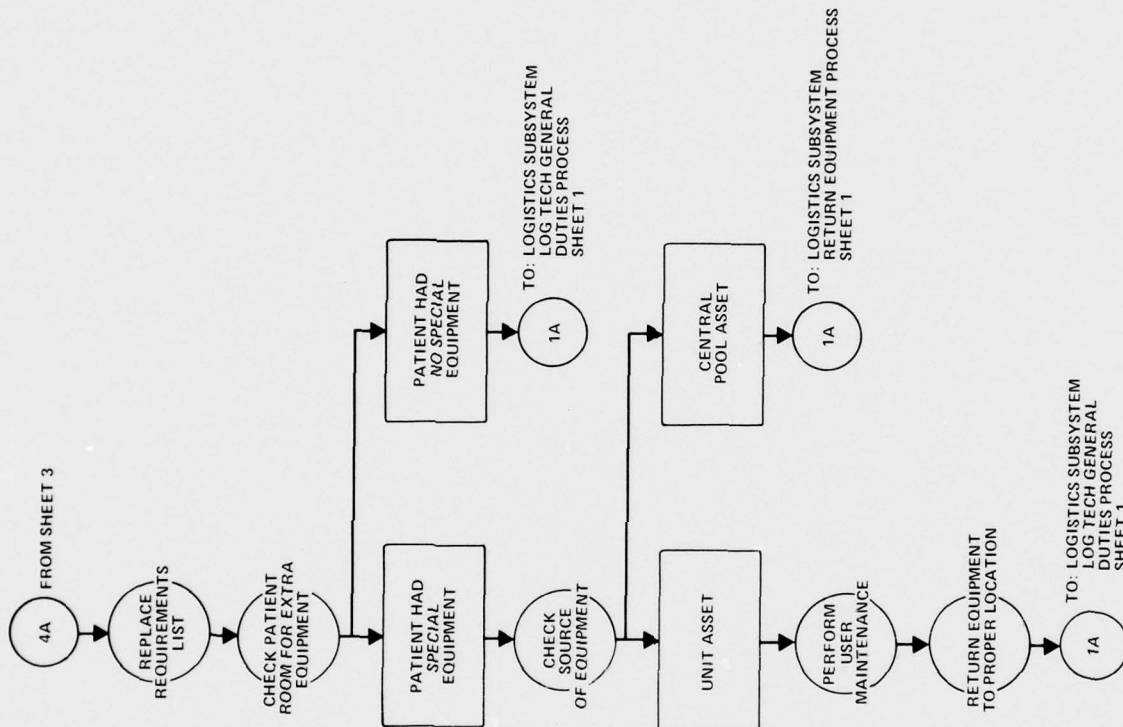 4A
FROM SHEET 3
REPLACE
REQUIREMENTS
LIST
CHECK PATIENT
ROOM FOR EXTRA
EQUIPMENT
PATIENT HAD
SPECIAL
EQUIPMENT
PATIENT HAD
NO SPECIAL
EQUIPMENT
1A
TO: LOGISTICS SUBSYSTEM
LOG TECH GENERAL
DUTIES PROCESS
SHEET 1
CHECK
SOURCE
OF EQUIPMENT
UNIT ASSET
CENTRAL
POOL ASSET
1A
TO: LOGISTICS SUBSYSTEM
RETURN EQUIPMENT PROCESS
SHEET 1
PERFORM
USER
MAINTENANCE
RETURN EQUIPMENT
TO PROPER LOCATION
1A
TO: LOGISTICS SUBSYSTEM
LOG TECH GENERAL
DUTIES PROCESS
SHEET 1